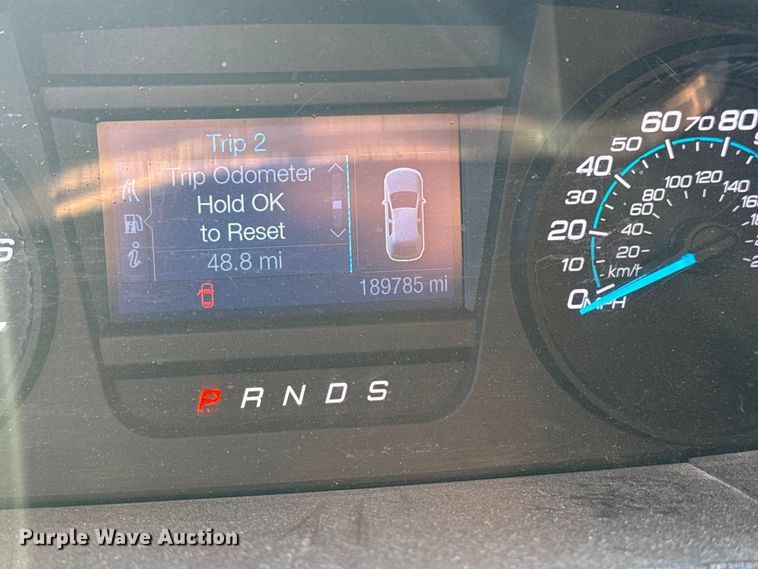 Trip 2
Trip Odometer
Hold OK
to Reset
48.8 mi
189785 mi
P R N D S
0 10 20 30 40 50 60 70 80
MPH
20 40 60 80 100 120 140
km/h
Purple Wave Auction